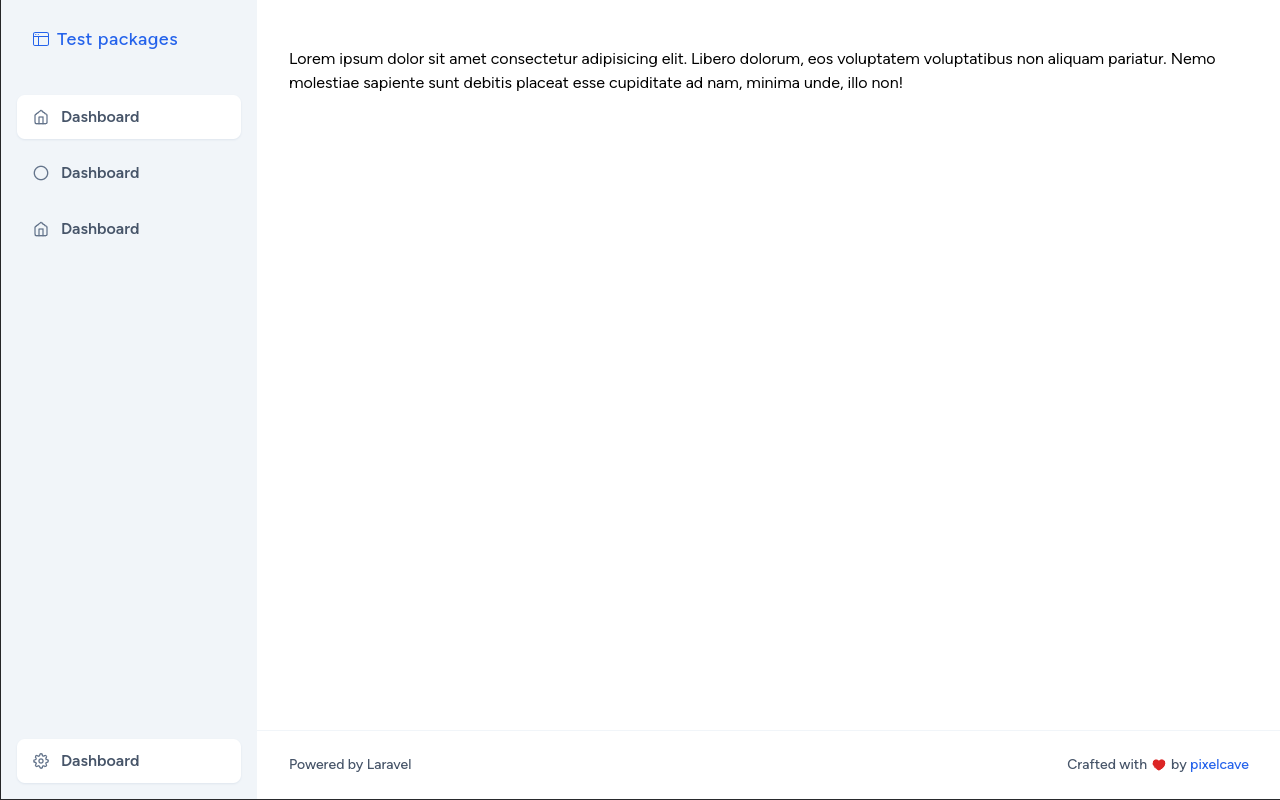 Test packages
Dashboard
Dashboard
Dashboard
Dashboard
Lorem ipsum dolor sit amet consectetur adipisicing elit. Libero dolorum, eos voluptatem voluptatibus non aliquam pariatur. Nemo
molestiae sapiente sunt debitis placeat esse cupiditate ad nam, minima unde, illo non!
Powered by Laravel
Crafted with ❤ by pixelcave